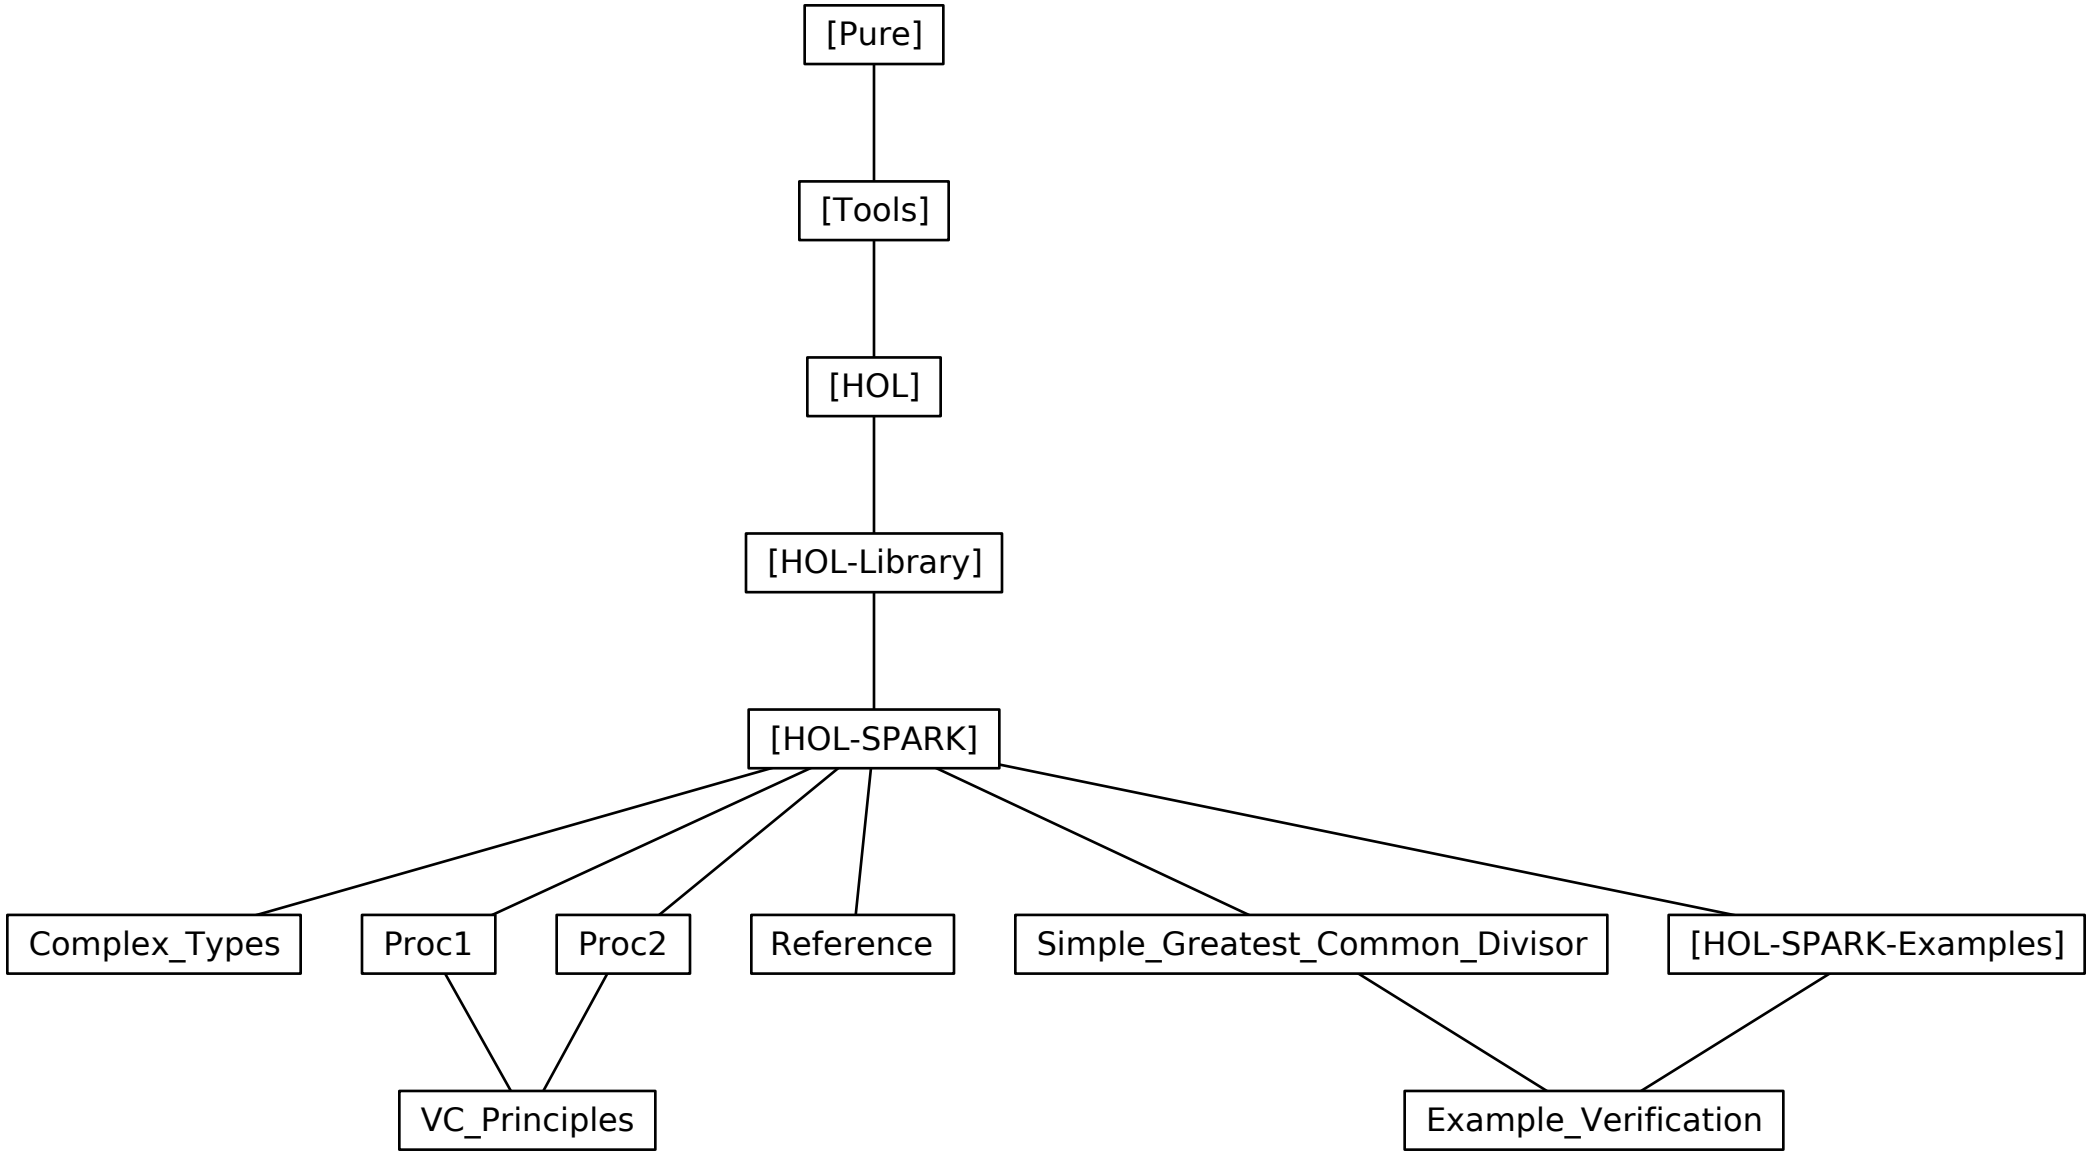 [Pure]
[Tools]
[HOL]
[HOL-Library]
[HOL-SPARK]
Complex_Types
Proc1
Proc2
Reference
Simple_Greatest_Common_Divisor
[HOL-SPARK-Examples]
VC_Principles
Example_Verification